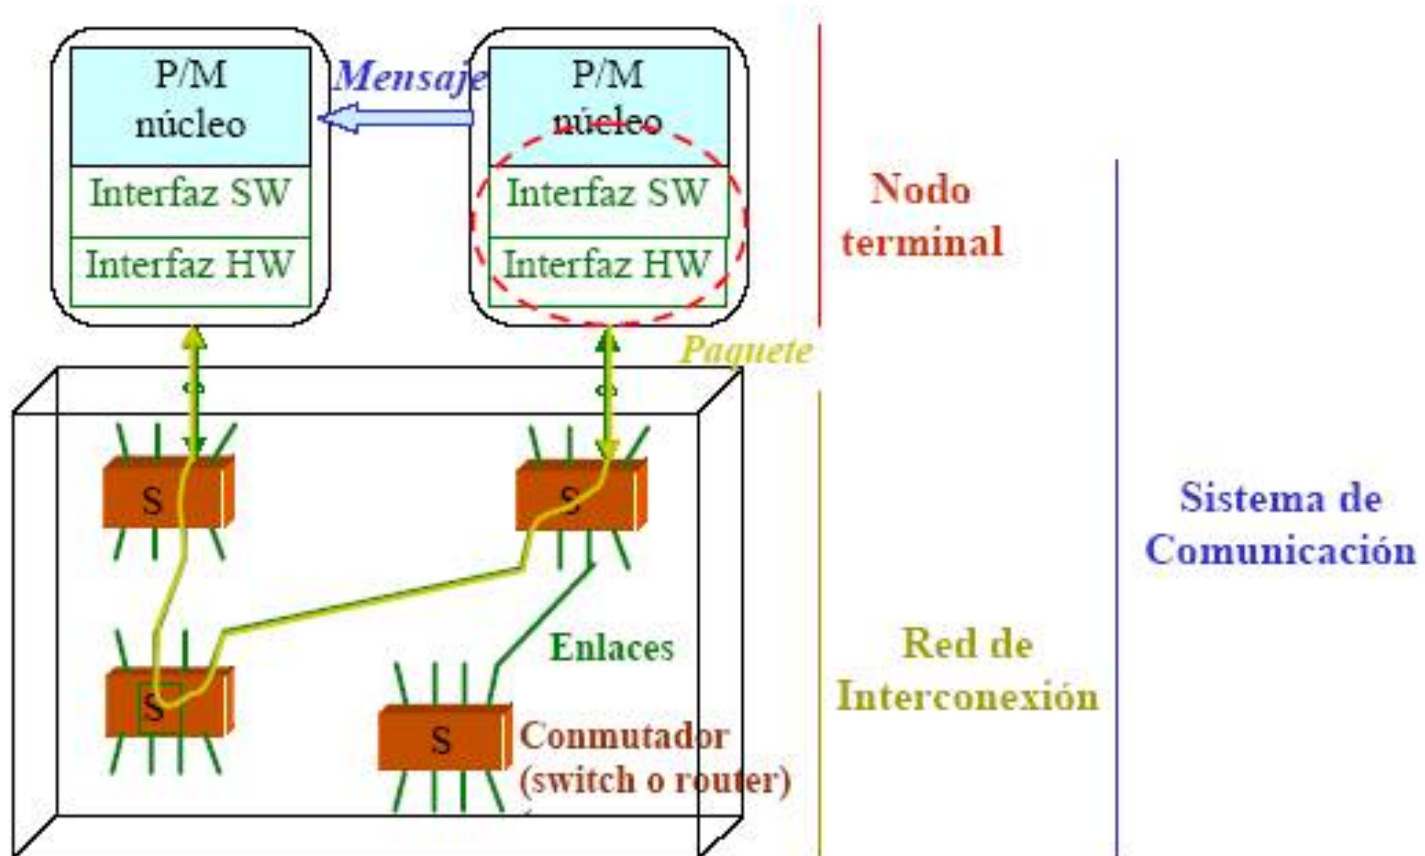 P/M
núcleo
Interfaz SW
Interfaz HW
Mensaje
P/M
núcleo
Interfaz SW
Interfaz HW
Paquete
Nodo
terminal
S
S
S
S
Enlaces
Conmutador
(switch o router)
Red de
Interconexión
Sistema de
Comunicación